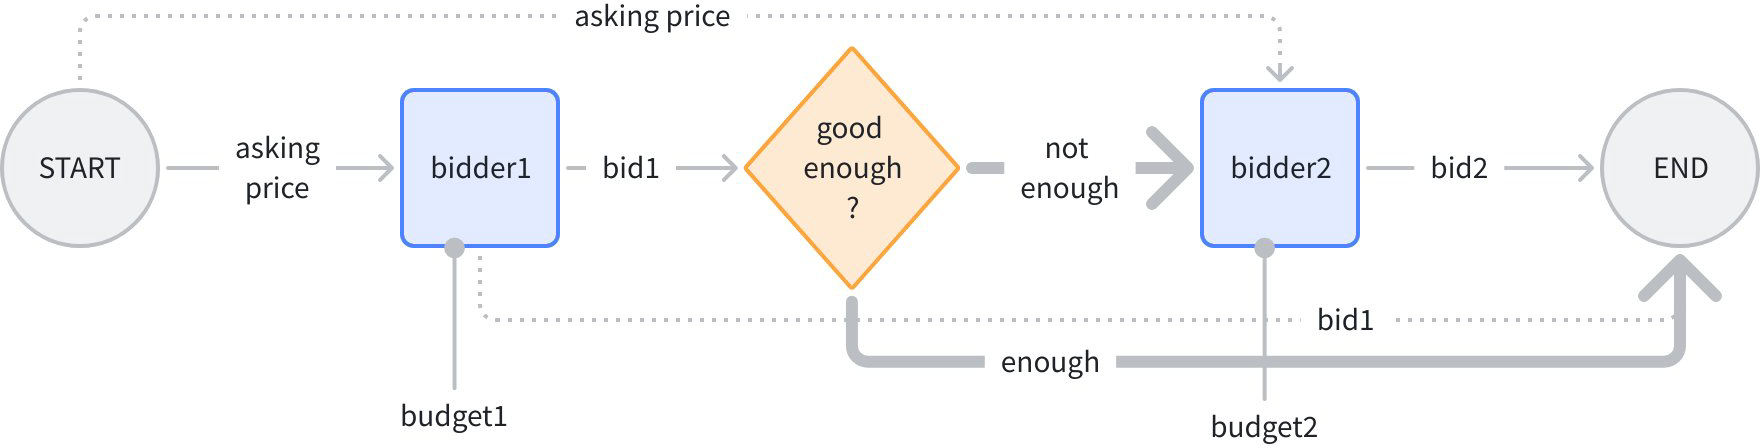 asking price
START
asking
price
bidder1
bid1
good
enough
?
not
enough
bidder2
bid2
END
bid1
enough
budget1
budget2